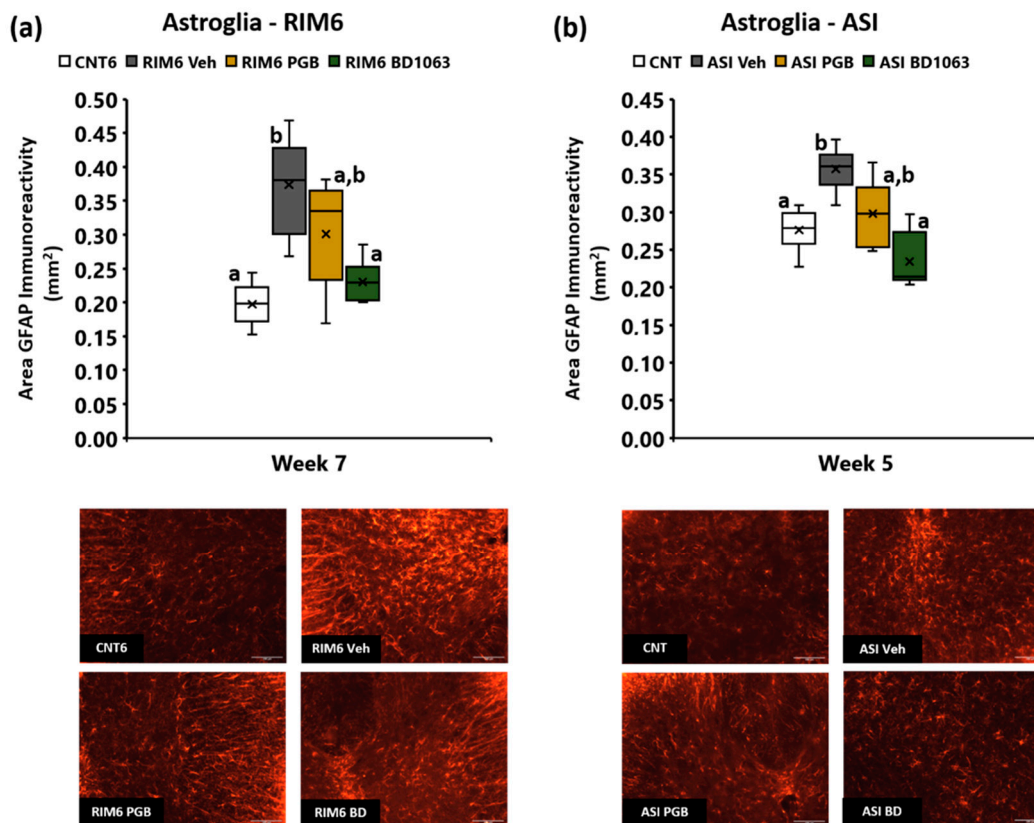 (a)
Astroglia - RIM6
CNT6 RIM6 Veh RIM6 PGB RIM6 BD1063
Area GFAP Immunoreactivity
(mm²)
0.50
0.45
0.40
0.35
0.30
0.25
0.20
0.15
0.10
0.05
0.00
a
b
a,b
a
Week 7
CNT6
RIM6 Veh
RIM6 PGB
RIM6 BD
(b)
Astroglia - ASI
CNT ASI Veh ASI PGB ASI BD1063
Area GFAP Immunoreactivity
(mm²)
0.45
0.40
0.35
0.30
0.25
0.20
0.15
0.10
0.05
0.00
a
b
a,b
a
Week 5
CNT
ASI Veh
ASI PGB
ASI BD